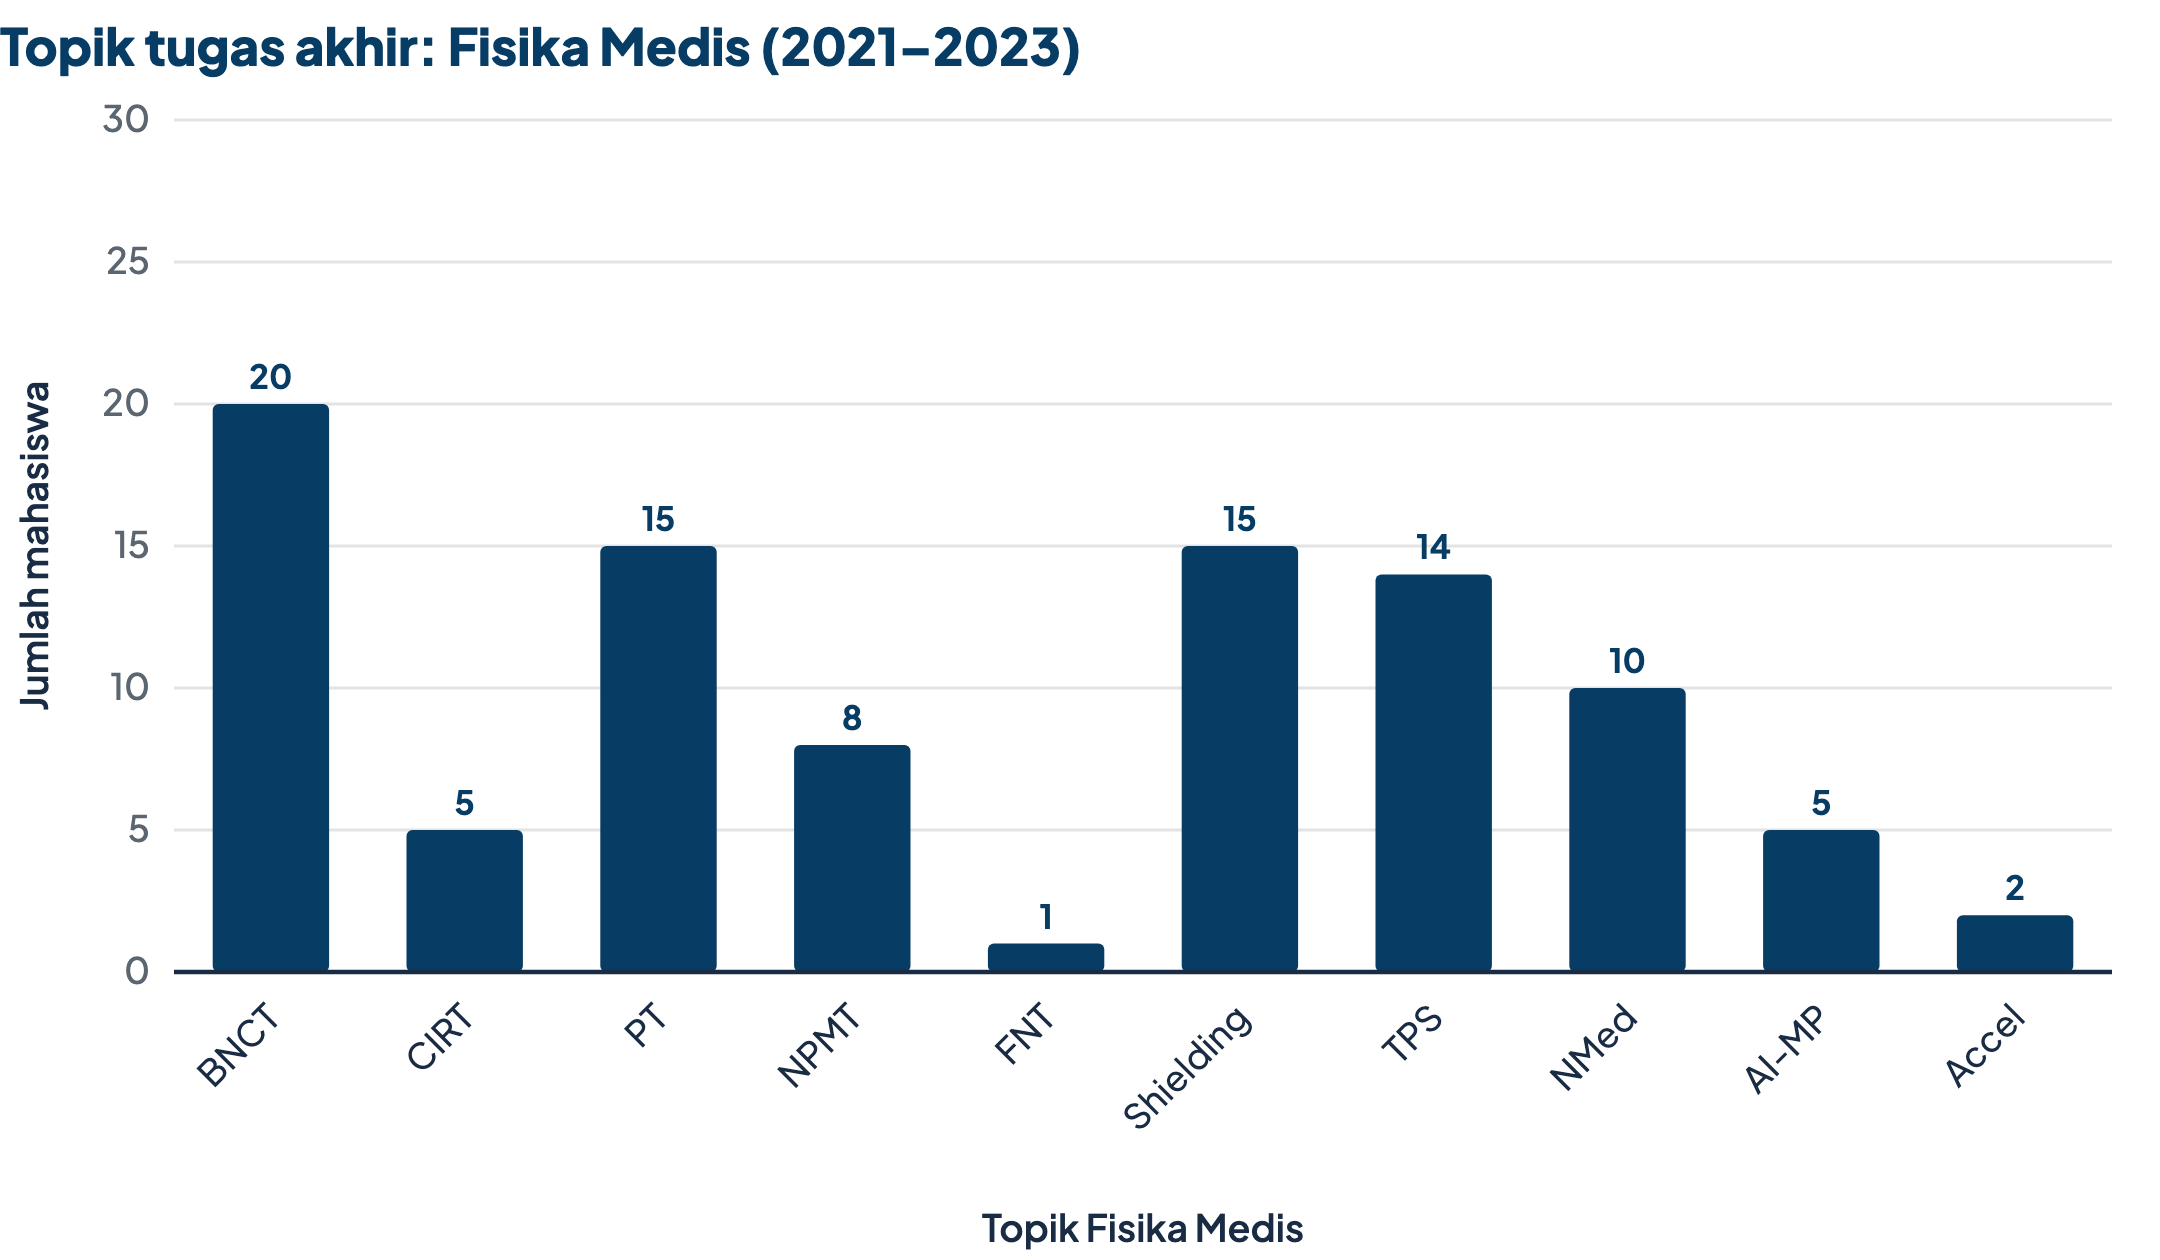 Topik tugas akhir: Fisika Medis (2021–2023)
30
25
20
15
10
5
0
Jumlah mahasiswa
20
5
15
8
1
15
14
10
5
2
BNCT
CIRT
PT
NPMT
FNT
Shielding
TPS
NMed
AI-MP
Accel
Topik Fisika Medis